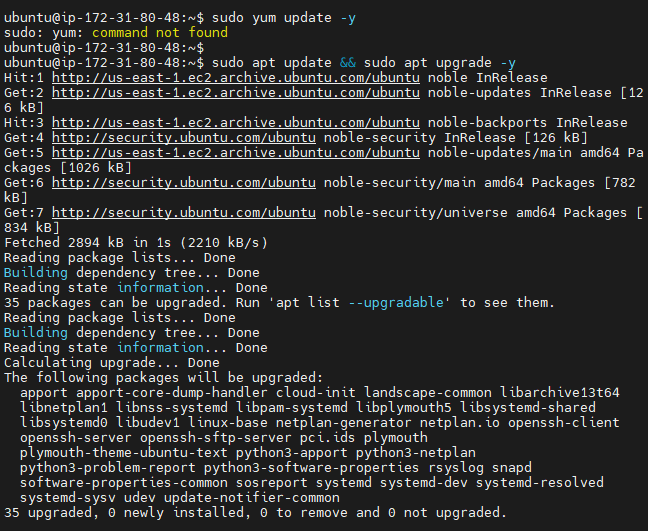 ubuntu@ip-172-31-80-48:~$ sudo yum update -y
sudo: yum: command not found
ubuntu@ip-172-31-80-48:~$
ubuntu@ip-172-31-80-48:~$ sudo apt update && sudo apt upgrade -y
Hit:1 http://us-east-1.ec2.archive.ubuntu.com/ubuntu noble InRelease
Get:2 http://us-east-1.ec2.archive.ubuntu.com/ubuntu noble-updates InRelease [12
6 kB]
Hit:3 http://us-east-1.ec2.archive.ubuntu.com/ubuntu noble-backports InRelease
Get:4 http://security.ubuntu.com/ubuntu noble-security InRelease [126 kB]
Get:5 http://us-east-1.ec2.archive.ubuntu.com/ubuntu noble-updates/main amd64 Pa
ckages [1026 kB]
Get:6 http://security.ubuntu.com/ubuntu noble-security/main amd64 Packages [782
kB]
Get:7 http://security.ubuntu.com/ubuntu noble-security/universe amd64 Packages [
834 kB]
Fetched 2894 kB in 1s (2210 kB/s)
Reading package lists... Done
Building dependency tree... Done
Reading state information... Done
35 packages can be upgraded. Run 'apt list --upgradable' to see them.
Reading package lists... Done
Building dependency tree... Done
Reading state information... Done
Calculating upgrade... Done
The following packages will be upgraded:
  apport apport-core-dump-handler cloud-init landscape-common libarchive13t64
  libnetplan1 libnss-systemd libpam-systemd libplymouth5 libsystemd-shared
  libsystemd0 libudev1 linux-base netplan-generator netplan.io openssh-client
  openssh-server openssh-sftp-server pci.ids plymouth
  plymouth-theme-ubuntu-text python3-apport python3-netplan
  python3-problem-report python3-software-properties rsyslog snapd
  software-properties-common sosreport systemd systemd-dev systemd-resolved
  systemd-sysv udev update-notifier-common
35 upgraded, 0 newly installed, 0 to remove and 0 not upgraded.